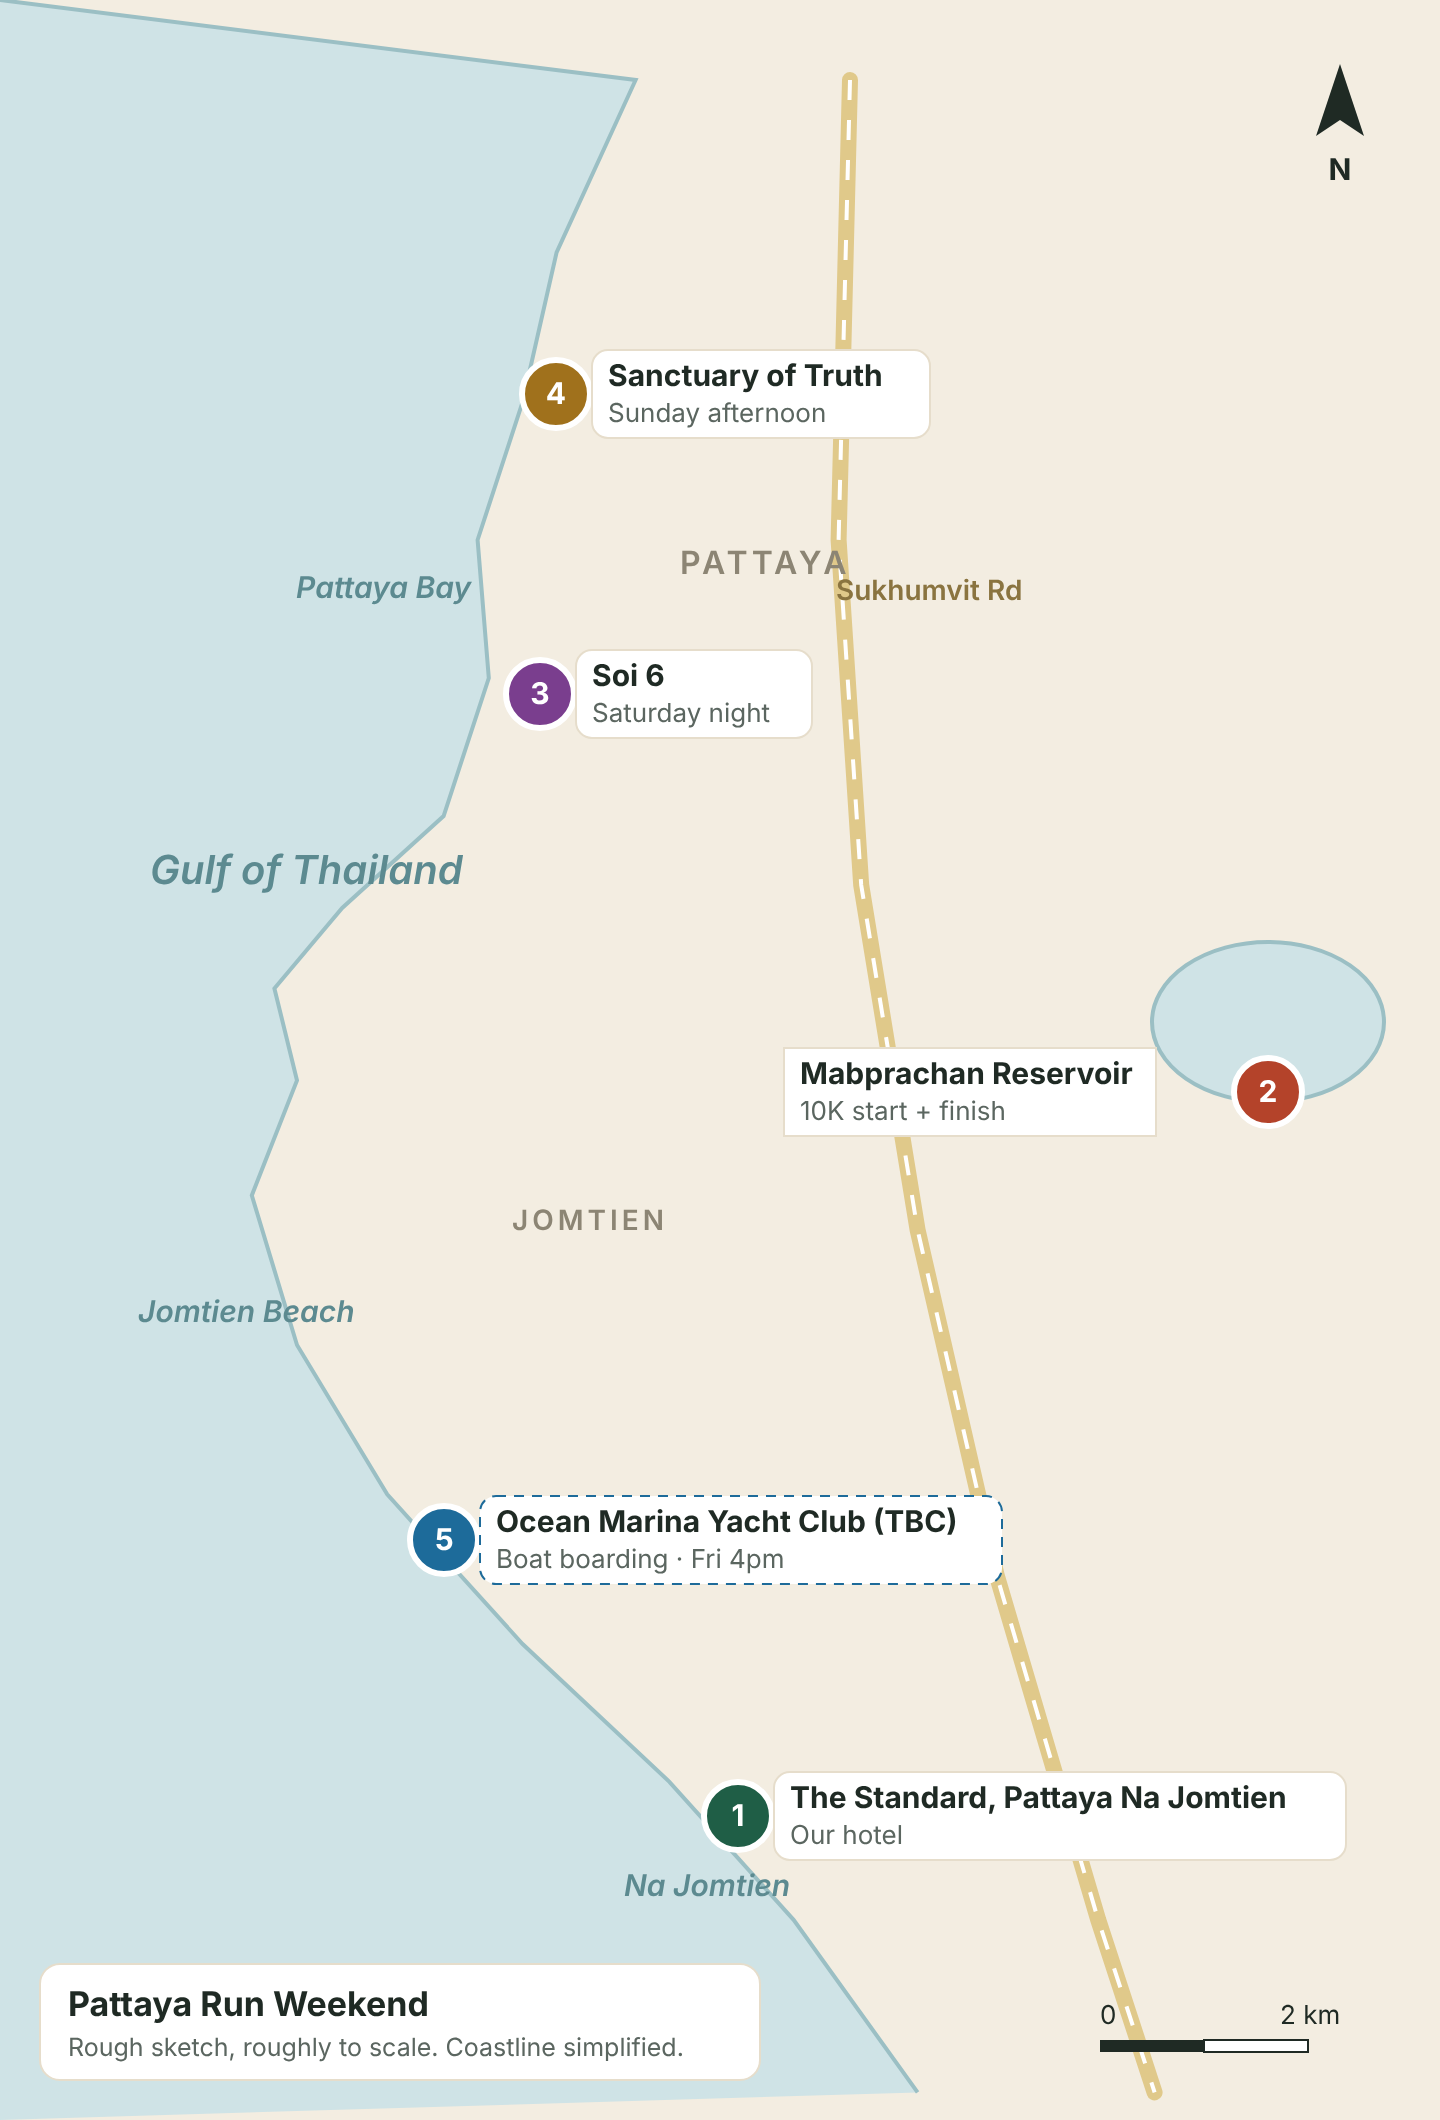 N
4
Sanctuary of Truth
Sunday afternoon
PATTAYA
Pattaya Bay
Sukhumvit Rd
3
Soi 6
Saturday night
Gulf of Thailand
Mabprachan Reservoir
10K start + finish
2
JOMTIEN
Jomtien Beach
5
Ocean Marina Yacht Club (TBC)
Boat boarding · Fri 4pm
1
The Standard, Pattaya Na Jomtien
Our hotel
Na Jomtien
Pattaya Run Weekend
Rough sketch, roughly to scale. Coastline simplified.
0 2 km